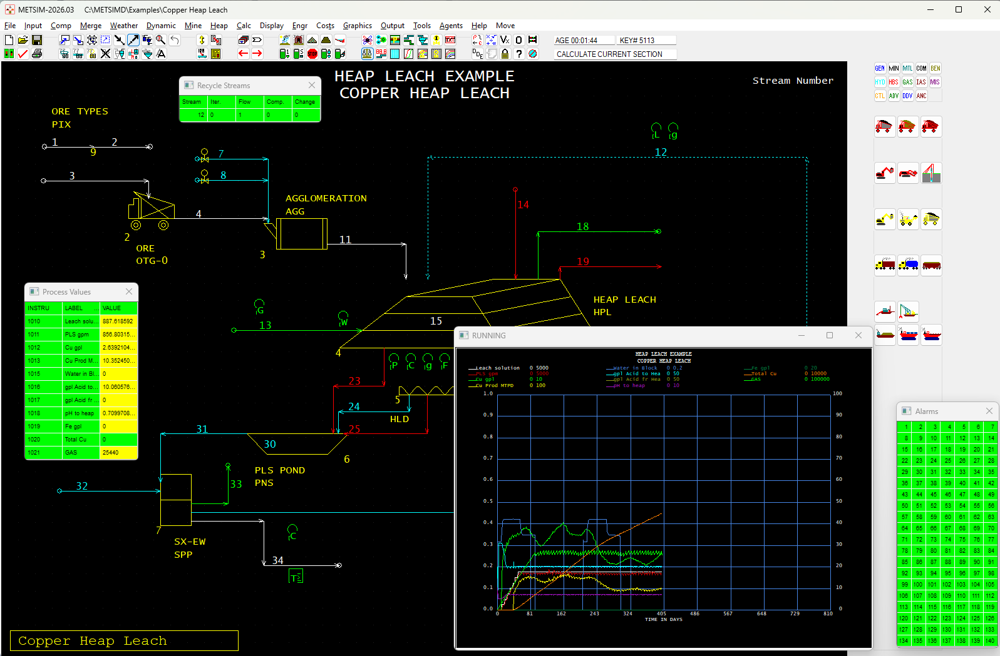 METSIM-2026.03 C:\METSIMD\Examples\Copper Heap Leach
File Input Comp Merge Weather Dynamic Mine Heap Calc Display Engr Costs Graphics Output Tools Agents Help Move
AGE 00:01:44 KEY# 5113
CALCULATE CURRENT SECTION
GEN MIN MTL COM BEN
HYD HBS GAS IAS MIS
CTL ADV DDV ANC
HEAP LEACH EXAMPLE
COPPER HEAP LEACH
Stream Number
Recycle Streams
Stream Iter. Flow Comp. Change
12 0 1 0 0
ORE TYPES
PIX
1 2
9
3
7
8
4
2
ORE
OTG-0
AGGLOMERATION
AGG
3
11
L g
12
14
18
19
HEAP LEACH
HPL
G
13
W
15
4
P C g F
23
5
24
HLD
25
31
30
6
PLS POND
PNS
32
33
7
SX-EW
SPP
C
34
Copper Heap Leach
Process Values
INSTRU LABEL ... VALUE
1010 Leach solu... 887.618592
1011 PLS gpm 856.80315...
1012 Cu gpl 2.6392104...
1013 Cu Prod M... 10.352450...
1015 Water in Bl... 0
1016 gpl Acid to... 10.060576...
1017 gpl Acid fr ... 0
1018 pH to heap 0.7099708...
1019 Fe gpl 0
1020 Total Cu 0
1021 GAS 25440
RUNNING
HEAP LEACH EXAMPLE
COPPER HEAP LEACH
Leach solution 0 5000 Water in Block 0 0.2 Fe gpl 0 20
PLS gpm 0 5000 gpl Acid to Hea 0 50 Total Cu 0 10000
Cu gpl 0 10 gpl Acid fr Hea 0 50 GAS 0 100000
Cu Prod MTPD 0 100 pH to heap 0 10
1.0 100
0.9 90
0.8 80
0.7 70
0.6 60
0.5 50
0.4 40
0.3 30
0.2 20
0.1 10
0.0 0
0 81 162 243 324 405 486 567 648 729 810
TIME IN DAYS
Alarms
1 2 3 4 5 6 7
8 9 10 11 12 13 14
15 16 17 18 19 20 21
22 23 24 25 26 27 28
29 30 31 32 33 34 35
36 37 38 39 40 41 42
43 44 45 46 47 48 49
50 51 52 53 54 55 56
57 58 59 60 61 62 63
64 65 66 67 68 69 70
71 72 73 74 75 76 77
78 79 80 81 82 83 84
85 86 87 88 89 90 91
92 93 94 95 96 97 98
99 100 101 102 103 104 105
106 107 108 109 110 111 112
113 114 115 116 117 118 119
120 121 122 123 124 125 126
127 128 129 130 131 132 133
134 135 136 137 138 139 140